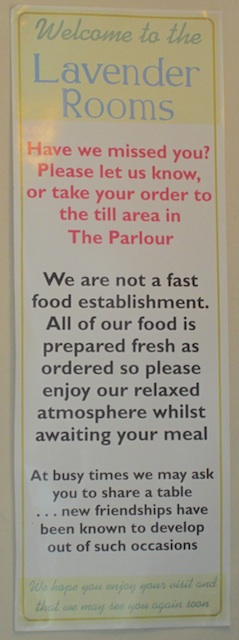 Welcome to the
Lavender
Rooms
Have we missed you?
Please let us know,
or take your order to
the till area in
The Parlour
We are not a fast
food establishment.
All of our food is
prepared fresh as
ordered so please
enjoy our relaxed
atmosphere whilst
awaiting your meal
At busy times we may ask
you to share a table
. . . new friendships have
been known to develop
out of such occasions
We hope you enjoy your visit and
that we may see you again soon